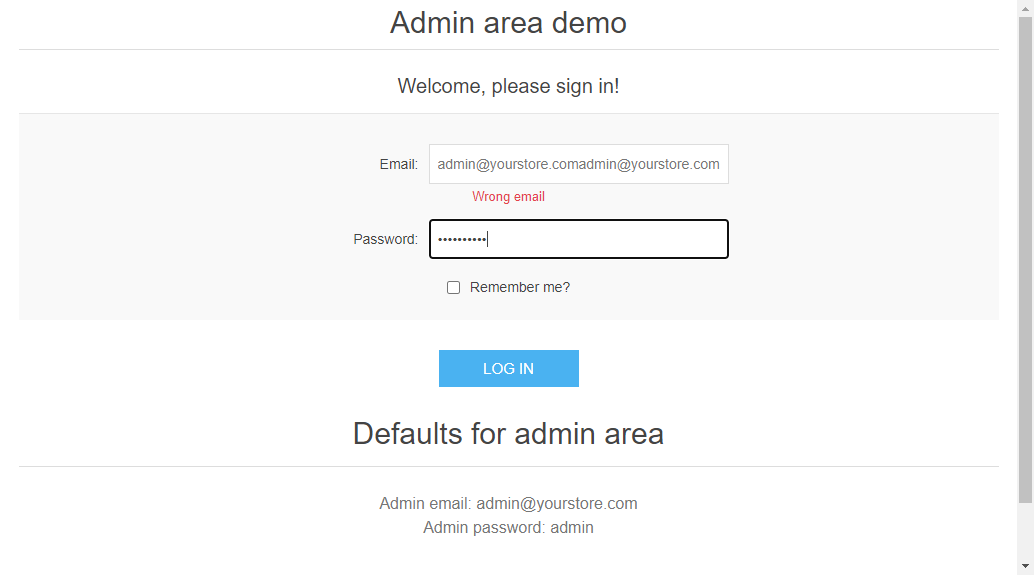 Admin area demo
Welcome, please sign in!
Email: admin@yourstore.comadmin@yourstore.com
Wrong email
Password: ••••••••••
Remember me?
LOG IN
Defaults for admin area
Admin email: admin@yourstore.com
Admin password: admin